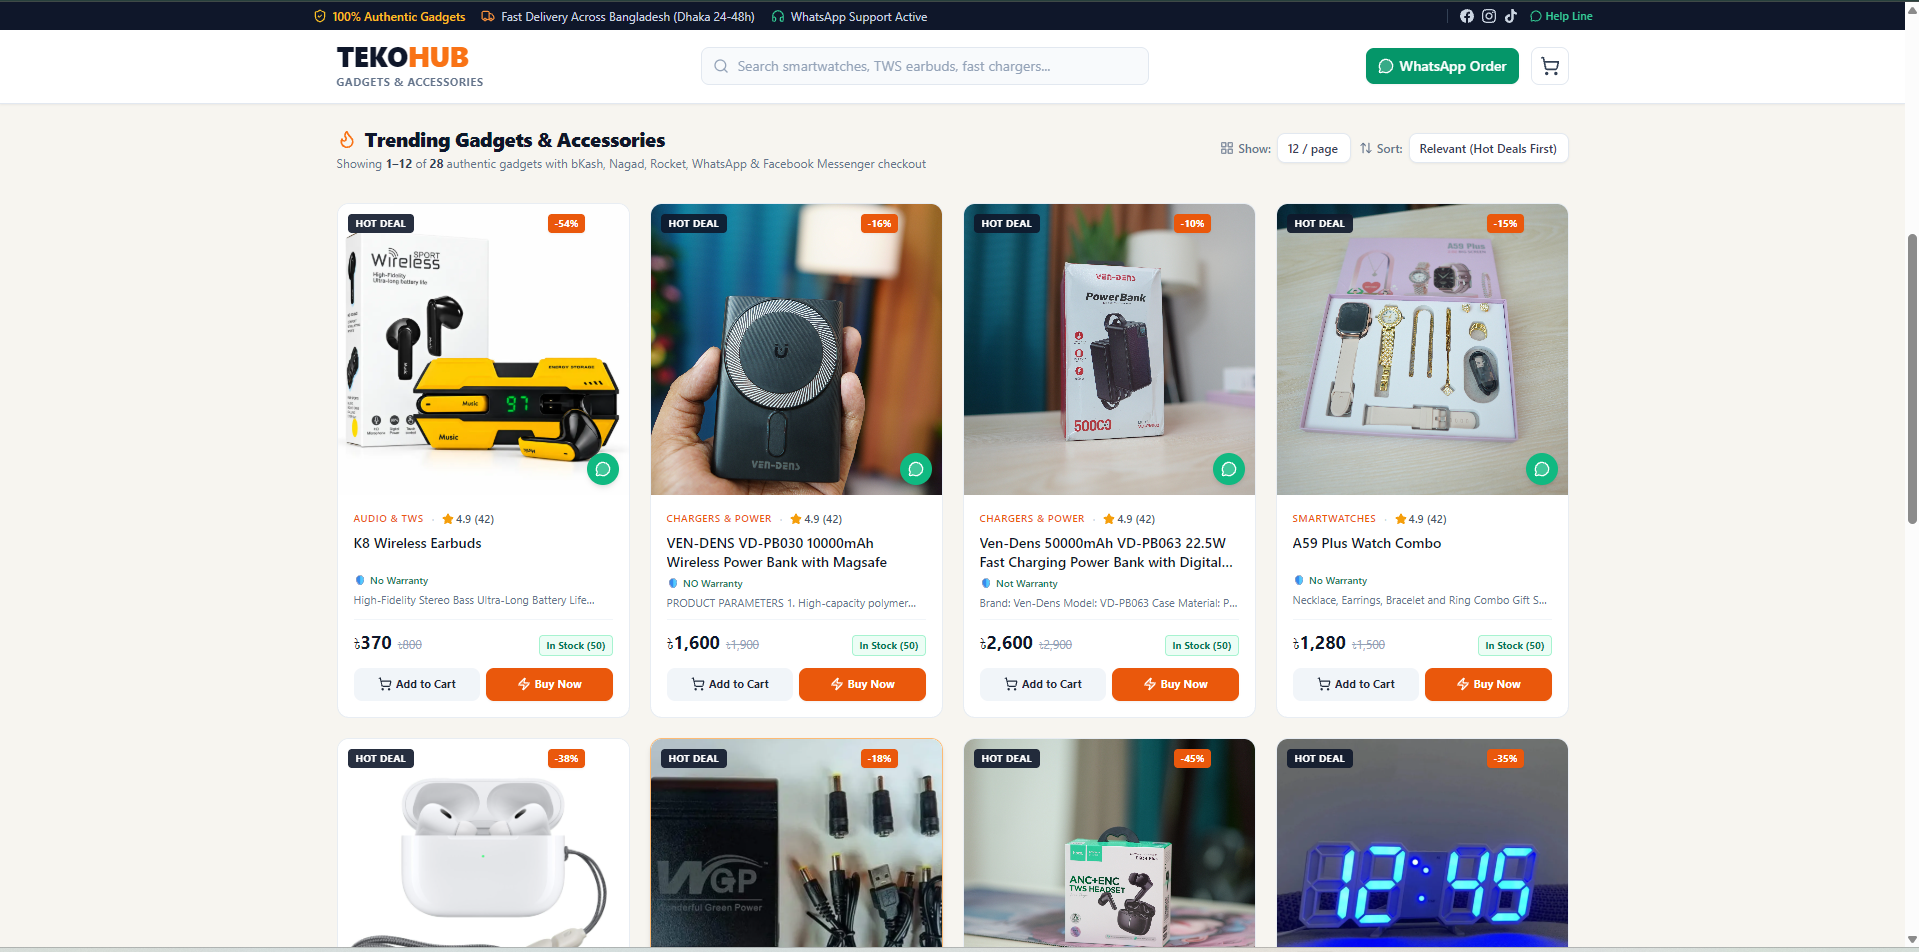 100% Authentic Gadgets
Fast Delivery Across Bangladesh (Dhaka 24-48h)
WhatsApp Support Active
Help Line
TEKOHUB
GADGETS & ACCESSORIES
Search smartwatches, TWS earbuds, fast chargers...
WhatsApp Order
Trending Gadgets & Accessories
Showing 1–12 of 28 authentic gadgets with bKash, Nagad, Rocket, WhatsApp & Facebook Messenger checkout
Show:
12 / page
Sort:
Relevant (Hot Deals First)
HOT DEAL
-54%
SPORT
Wireless
High-Fidelity
Ultra-long battery life
ENERGY STORAGE
Music
97
Music
AUDIO & TWS
4.9 (42)
K8 Wireless Earbuds
No Warranty
High-Fidelity Stereo Bass Ultra-Long Battery Life...
৳370 ৳800
In Stock (50)
Add to Cart
Buy Now
HOT DEAL
-16%
VEN-DENS
CHARGERS & POWER
4.9 (42)
VEN-DENS VD-PB030 10000mAh
Wireless Power Bank with Magsafe
NO Warranty
PRODUCT PARAMETERS 1. High-capacity polymer...
৳1,600 ৳1,900
In Stock (50)
Add to Cart
Buy Now
HOT DEAL
-10%
VEN-DENS
PowerBank
50000
CHARGERS & POWER
4.9 (42)
Ven-Dens 50000mAh VD-PB063 22.5W
Fast Charging Power Bank with Digital...
Not Warranty
Brand: Ven-Dens Model: VD-PB063 Case Material: P...
৳2,600 ৳2,900
In Stock (50)
Add to Cart
Buy Now
HOT DEAL
-15%
A59 Plus
SMARTWATCHES
4.9 (42)
A59 Plus Watch Combo
No Warranty
Necklace, Earrings, Bracelet and Ring Combo Gift S...
৳1,280 ৳1,500
In Stock (50)
Add to Cart
Buy Now
HOT DEAL
-38%
HOT DEAL
-18%
WGP
Wonderful Green Power
HOT DEAL
-45%
ANC+ENC
TWS HEADSET
HOT DEAL
-35%
12:45